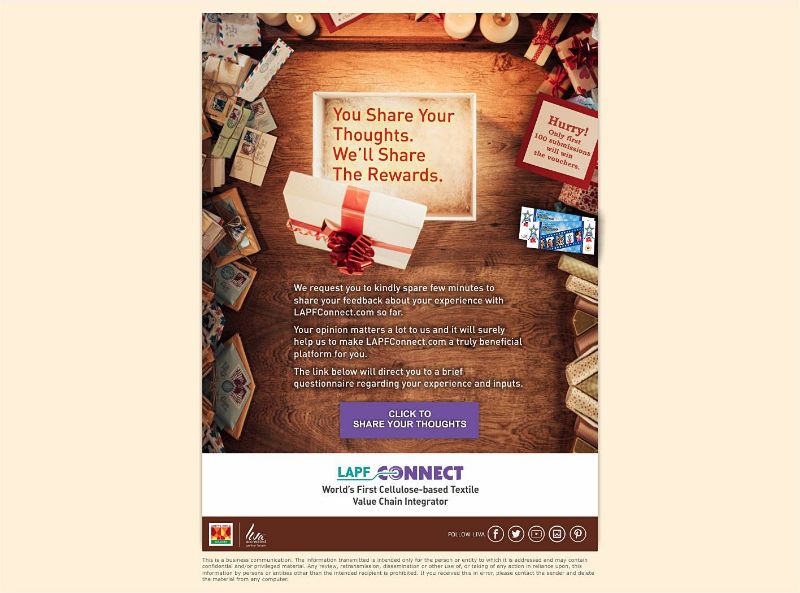 You Share Your
Thoughts.
We'll Share
The Rewards.
Hurry!
Only first
100 submissions
will win
the vouchers.
We request you to kindly spare few minutes to
share your feedback about your experience with
LAPFConnect.com so far.
Your opinion matters a lot to us and it will surely
help us to make LAPFConnect.com a truly beneficial
platform for you.
The link below will direct you to a brief
questionnaire regarding your experience and inputs.
CLICK TO
SHARE YOUR THOUGHTS
LAPF CONNECT
World's First Cellulose-based Textile
Value Chain Integrator
Liva
FOLLOW LIVA
This is a business communication. The information transmitted is intended only for the person or entity to which it is addressed and may contain
confidential and/or privileged material. Any review, retransmission, dissemination or other use of, or taking of any action in reliance upon, this
information by persons or entities other than the intended recipient is prohibited. If you received this in error, please contact the sender and delete
the material from any computer.